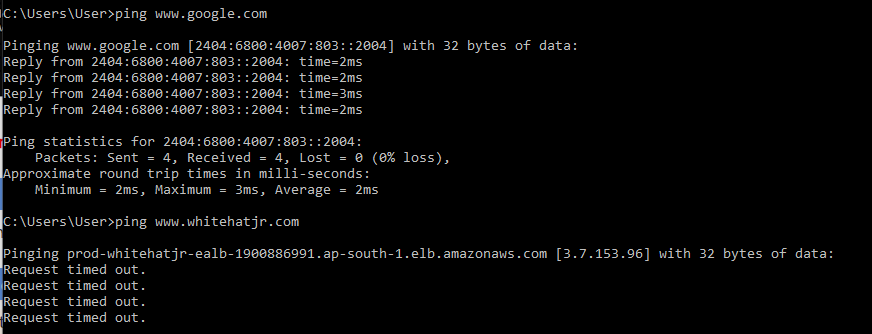 C:\Users\User>ping www.google.com
Pinging www.google.com [2404:6800:4007:803::2004] with 32 bytes of data:
Reply from 2404:6800:4007:803::2004: time=2ms
Reply from 2404:6800:4007:803::2004: time=2ms
Reply from 2404:6800:4007:803::2004: time=3ms
Reply from 2404:6800:4007:803::2004: time=2ms
Ping statistics for 2404:6800:4007:803::2004:
    Packets: Sent = 4, Received = 4, Lost = 0 (0% loss),
Approximate round trip times in milli-seconds:
    Minimum = 2ms, Maximum = 3ms, Average = 2ms
C:\Users\User>ping www.whitehatjr.com
Pinging prod-whitehatjr-ealb-1900886991.ap-south-1.elb.amazonaws.com [3.7.153.96] with 32 bytes of data:
Request timed out.
Request timed out.
Request timed out.
Request timed out.